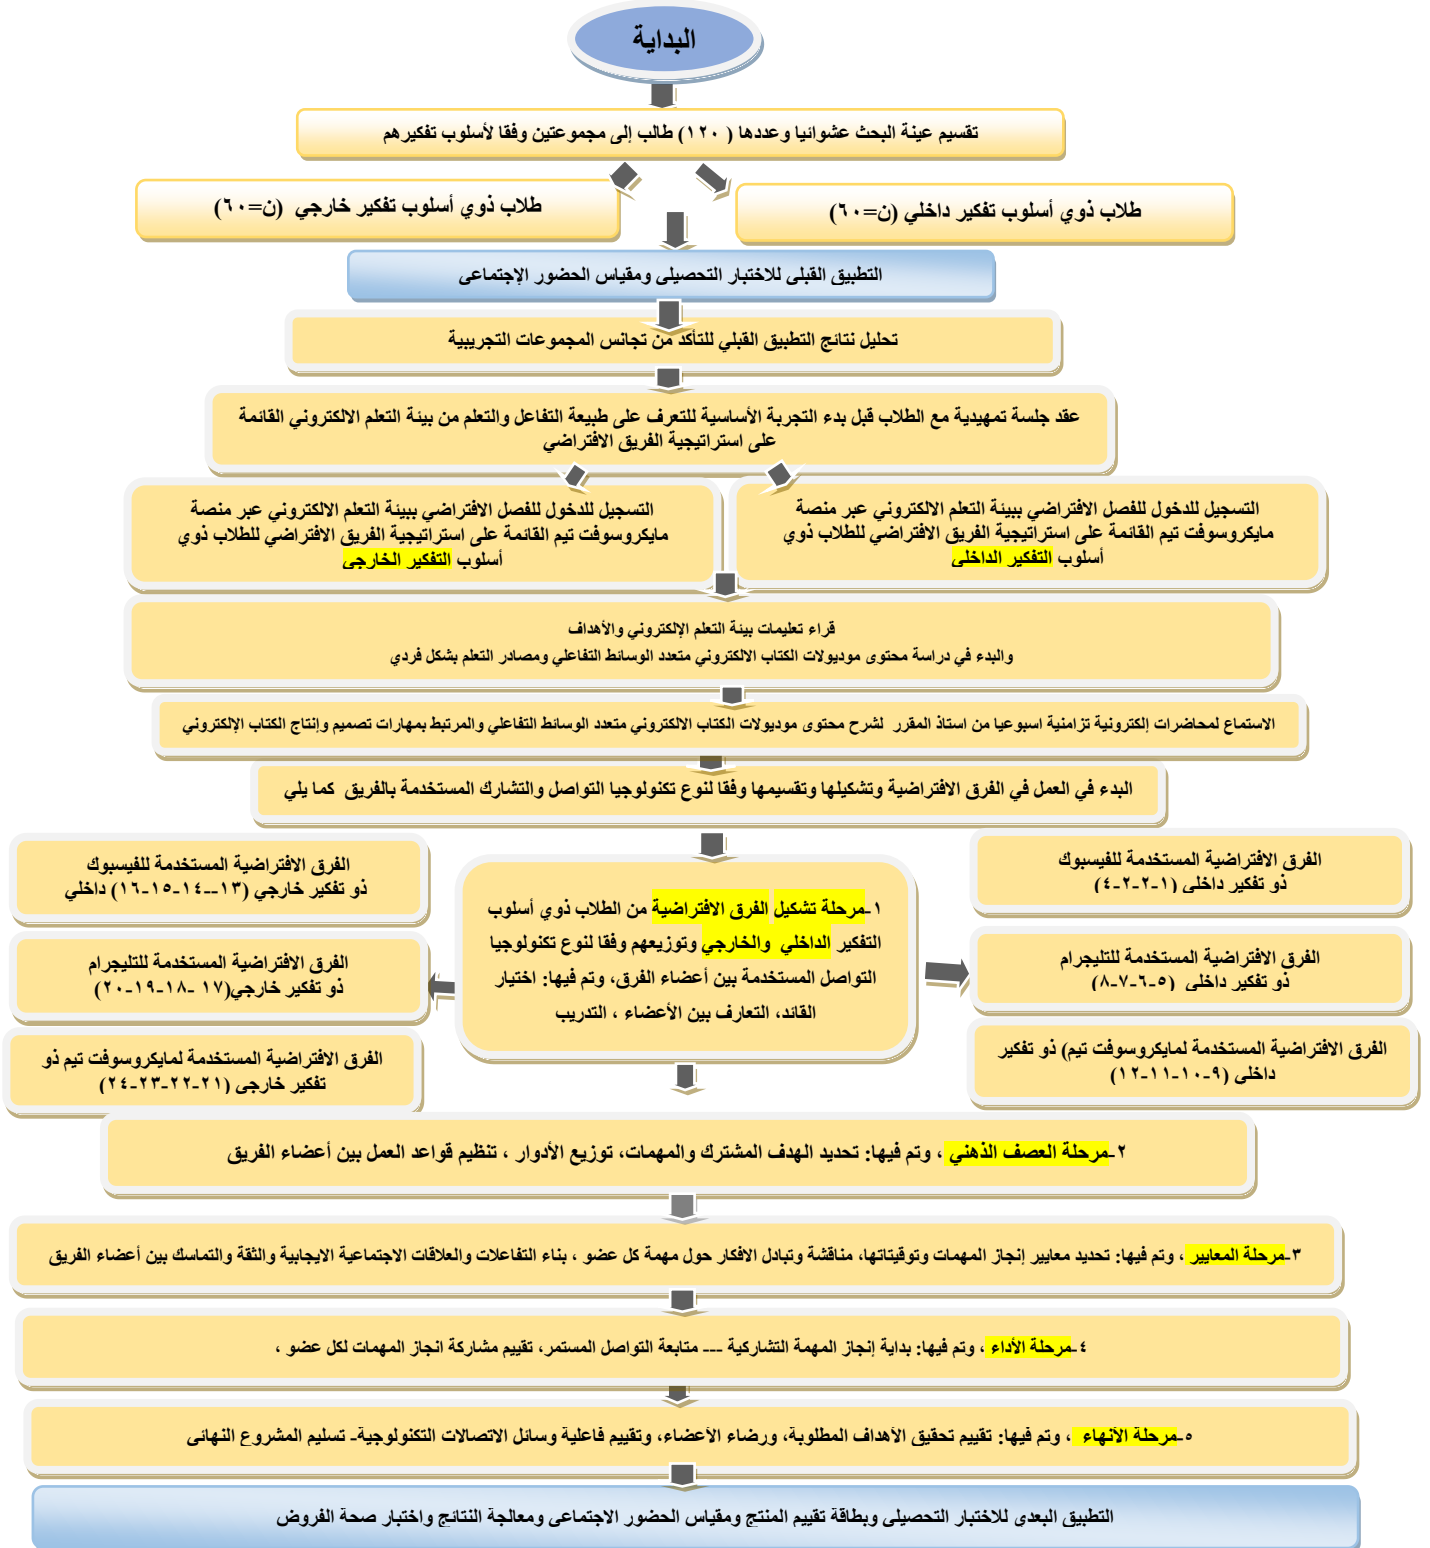 البداية
تقسيم عينة البحث عشوائيا وعددها ( ١٢٠) طالب إلى مجموعتين وفقا لأسلوب تفكيرهم
طلاب ذوي أسلوب تفكير داخلي (ن=٦٠)
طلاب ذوي أسلوب تفكير خارجي (ن=٦٠)
التطبيق القبلي للاختبار التحصيلي ومقياس الحضور الإجتماعي
تحليل نتائج التطبيق القبلي للتأكد من تجانس المجموعات التجريبية
عقد جلسة تمهيدية مع الطلاب قبل بدء التجربة الأساسية للتعرف على طبيعة التفاعل والتعلم من بيئة التعلم الالكتروني القائمة
على استراتيجية الفريق الافتراضي
التسجيل للدخول للفصل الافتراضي ببيئة التعلم الالكتروني عبر منصة
مايكروسوفت تيم القائمة على استراتيجية الفريق الافتراضي للطلاب ذوي
أسلوب التفكير الداخلي
التسجيل للدخول للفصل الافتراضي ببيئة التعلم الالكتروني عبر منصة
مايكروسوفت تيم القائمة على استراتيجية الفريق الافتراضي للطلاب ذوي
أسلوب التفكير الخارجي
قراء تعليمات بيئة التعلم الإلكتروني والأهداف
والبدء في دراسة محتوى موديولات الكتاب الالكتروني متعدد الوسائط التفاعلي ومصادر التعلم بشكل فردي
الاستماع لمحاضرات إلكترونية تزامنية اسبوعيا من استاذ المقرر لشرح محتوى موديولات الكتاب الالكتروني متعدد الوسائط التفاعلي والمرتبط بمهارات تصميم وإنتاج الكتاب الإلكتروني
البدء في العمل في الفرق الافتراضية وتشكيلها وتقسيمها وفقا لنوع تكنولوجيا التواصل والتشارك المستخدمة بالفريق كما يلي
الفرق الافتراضية المستخدمة للفيسبوك
ذو تفكير داخلي (١-٢-٢-٤)
الفرق الافتراضية المستخدمة للتليجرام
ذو تفكير داخلي (٥-٦-٧-٨)
الفرق الافتراضية المستخدمة لمايكروسوفت تيم) ذو تفكير
داخلي (٩-١٠-١١-١٢)
١-مرحلة تشكيل الفرق الافتراضية من الطلاب ذوي أسلوب
التفكير الداخلي والخارجي وتوزيعهم وفقا لنوع تكنولوجيا
التواصل المستخدمة بين أعضاء الفرق، وتم فيها: اختيار
القائد، التعارف بين الأعضاء ، التدريب
الفرق الافتراضية المستخدمة للفيسبوك
ذو تفكير خارجي (١٣--١٤-١٥-١٦) داخلي
الفرق الافتراضية المستخدمة للتليجرام
ذو تفكير خارجي(١٧ -١٨-١٩-٢٠)
الفرق الافتراضية المستخدمة لمايكروسوفت تيم ذو
تفكير خارجي (٢١-٢٢-٢٣-٢٤)
٢-مرحلة العصف الذهني ، وتم فيها: تحديد الهدف المشترك والمهمات، توزيع الأدوار ، تنظيم قواعد العمل بين أعضاء الفريق
٣-مرحلة المعايير ، وتم فيها: تحديد معايير إنجاز المهمات وتوقيتاتها، مناقشة وتبادل الافكار حول مهمة كل عضو ، بناء التفاعلات والعلاقات الاجتماعية الايجابية والثقة والتماسك بين أعضاء الفريق
٤-مرحلة الأداء ، وتم فيها: بداية إنجاز المهمة التشاركية --- متابعة التواصل المستمر، تقييم مشاركة انجاز المهمات لكل عضو ،
٥-مرحلة الأنهاء ، وتم فيها: تقييم تحقيق الأهداف المطلوبة، ورضاء الأعضاء، وتقييم فاعلية وسائل الاتصالات التكنولوجية- تسليم المشروع النهائي
التطبيق البعدي للاختبار التحصيلي وبطاقة تقييم المنتج ومقياس الحضور الاجتماعي ومعالجة النتائج واختبار صحة الفروض